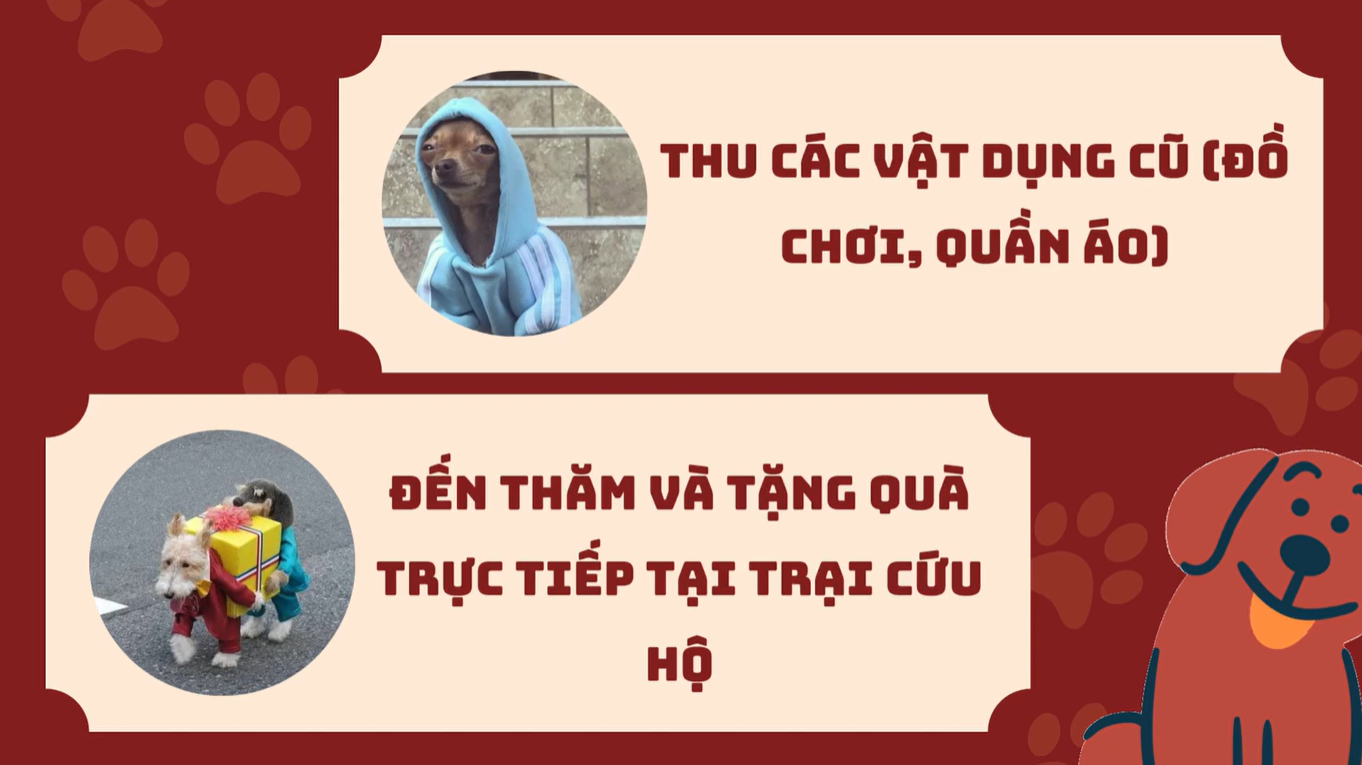 THU CÁC VẬT DỤNG CŨ (ĐỒ
CHƠI, QUẦN ÁO)
ĐẾN THĂM VÀ TẶNG QUÀ
TRỰC TIẾP TẠI TRẠI CỨU
HỘ